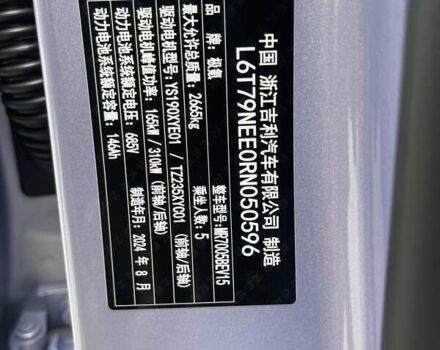 中国 浙江吉利汽车有限公司 制造
L6T79NEE0RN050596
品 牌: 极氪 整车型号: MR7006BEV15
最大允许总质量: 2665kg 乘坐人数: 5
驱动电机型号: YS190XYE01 / TZ235XYC01 (前轴/后轴)
驱动电机峰值功率: 165kW / 310kW (前轴/后轴)
动力电池系统额定电压: 685V
动力电池系统额定容量: 146Ah 制造年月: 2024 年 8 月